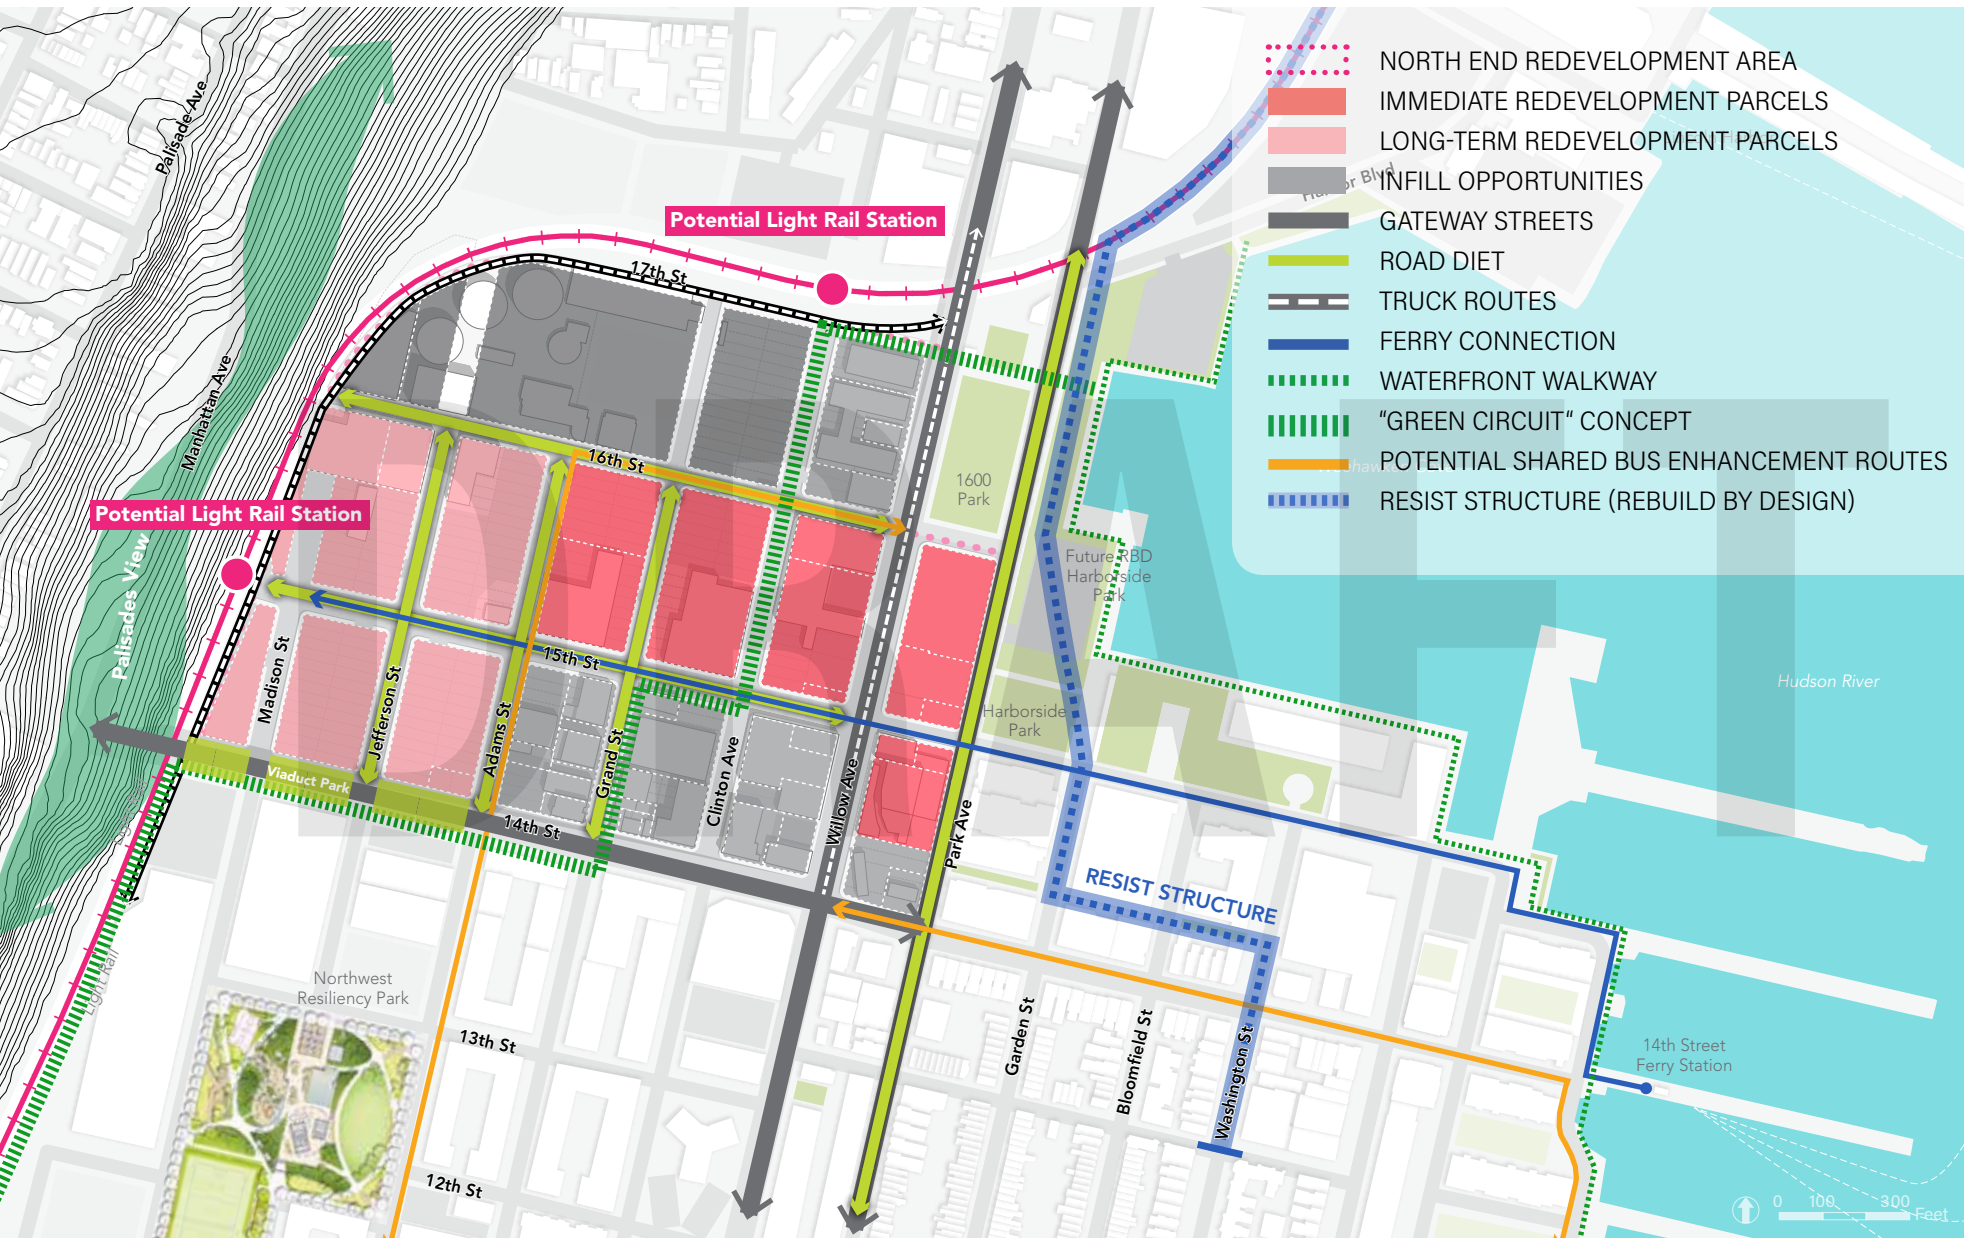 NORTH END REDEVELOPMENT AREA
IMMEDIATE REDEVELOPMENT PARCELS
LONG-TERM REDEVELOPMENT PARCELS
INFILL OPPORTUNITIES
GATEWAY STREETS
ROAD DIET
TRUCK ROUTES
FERRY CONNECTION
WATERFRONT WALKWAY
"GREEN CIRCUIT" CONCEPT
POTENTIAL SHARED BUS ENHANCEMENT ROUTES
RESIST STRUCTURE (REBUILD BY DESIGN)
Palisade Ave
Blvd
Potential Light Rail Station
17th St
Manhattan Ave
16th St
1600
Park
Potential Light Rail Station
Palisades View
Future RBD
Harborside
Park
15th St
Madison St
Jefferson St
Adams St
Grand St
Clinton Ave
Willow Ave
Park Ave
Harborside
Park
Hudson River
Viaduct Park
14th St
DRAFT
RESIST STRUCTURE
Light Rail
Northwest
Resiliency Park
13th St
12th St
Garden St
Bloomfield St
Washington St
14th Street
Ferry Station
0 100 300
Feet